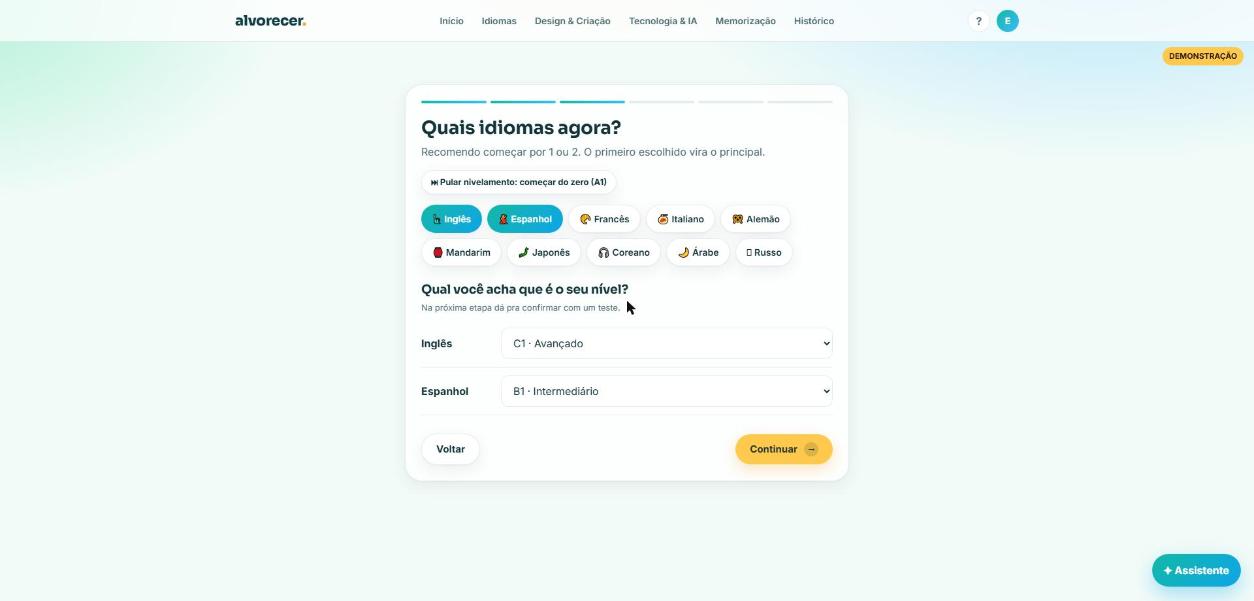 alvorecer.
Início Idiomas Design & Criação Tecnologia & IA Memorização Histórico
? E
DEMONSTRAÇÃO
Quais idiomas agora?
Recomendo começar por 1 ou 2. O primeiro escolhido vira o principal.
⏭ Pular nivelamento: começar do zero (A1)
Inglês Espanhol Francês Italiano Alemão
Mandarim Japonês Coreano Árabe Russo
Qual você acha que é o seu nível?
Na próxima etapa dá pra confirmar com um teste.
Inglês C1 · Avançado
Espanhol B1 · Intermediário
Voltar Continuar →
✦ Assistente